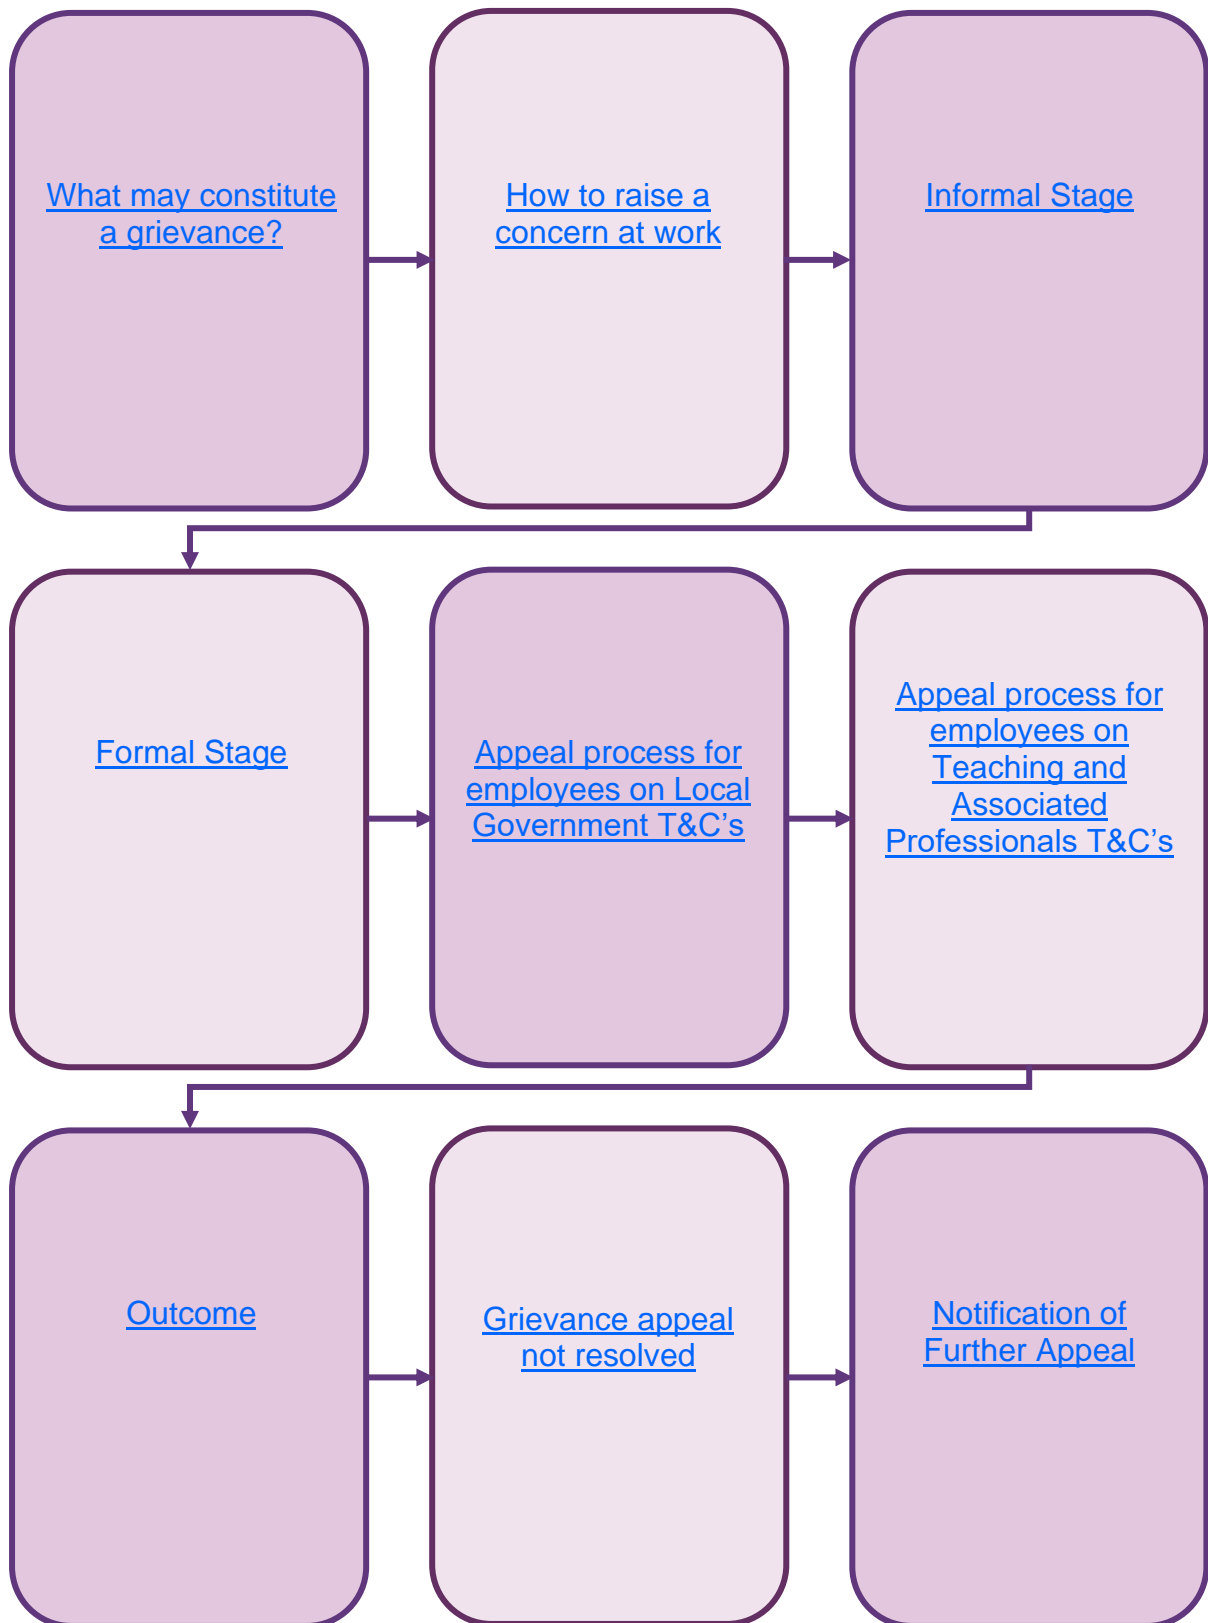 What may constitute
a grievance?
How to raise a
concern at work
Informal Stage
Formal Stage
Appeal process for
employees on Local
Government T&C’s
Appeal process for
employees on
Teaching and
Associated
Professionals T&C’s
Outcome
Grievance appeal
not resolved
Notification of
Further Appeal